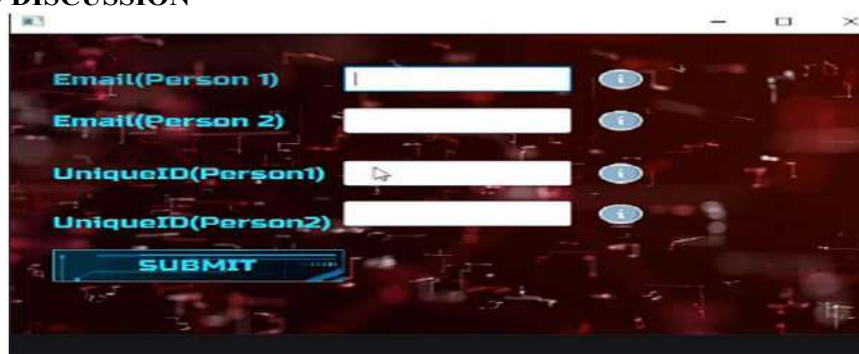 DISCUSSION
Email(Person 1)
Email(Person 2)
UniqueID(Person1)
UniqueID(Person2)
SUBMIT